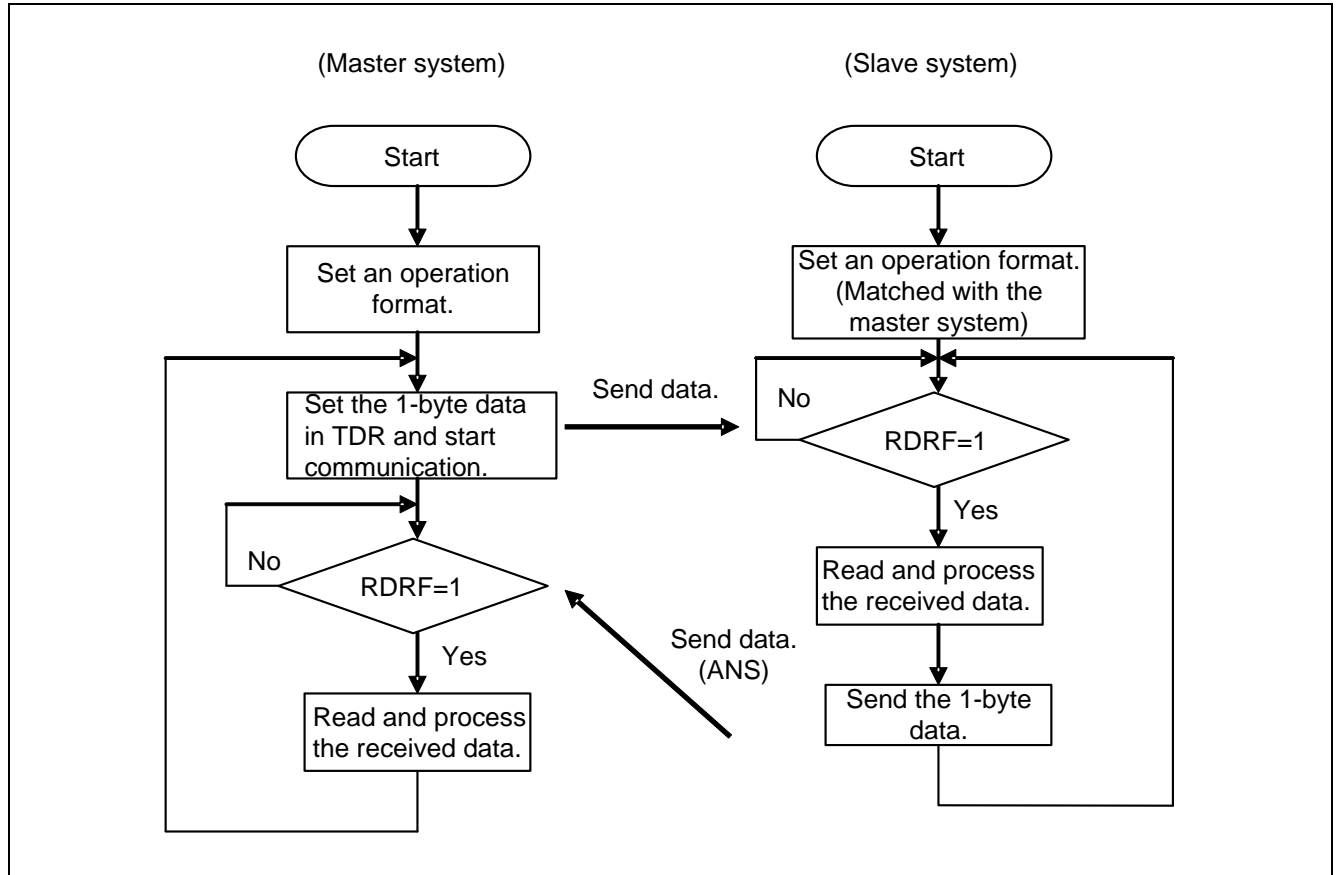 (Master system)
Start
Set an operation
format.
Set the 1-byte data
in TDR and start
communication.
No
RDRF=1
Yes
Read and process
the received data.
Send data.
Send data.
(ANS)
(Slave system)
Start
Set an operation format.
(Matched with the
master system)
No
RDRF=1
Yes
Read and process
the received data.
Send the 1-byte
data.